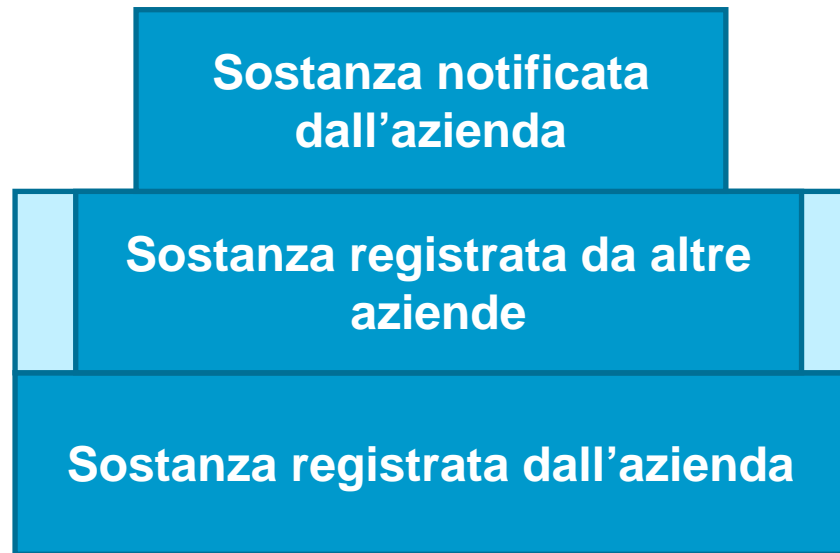 Sostanza notificata
dall’azienda
Sostanza registrata da altre
aziende
Sostanza registrata dall’azienda